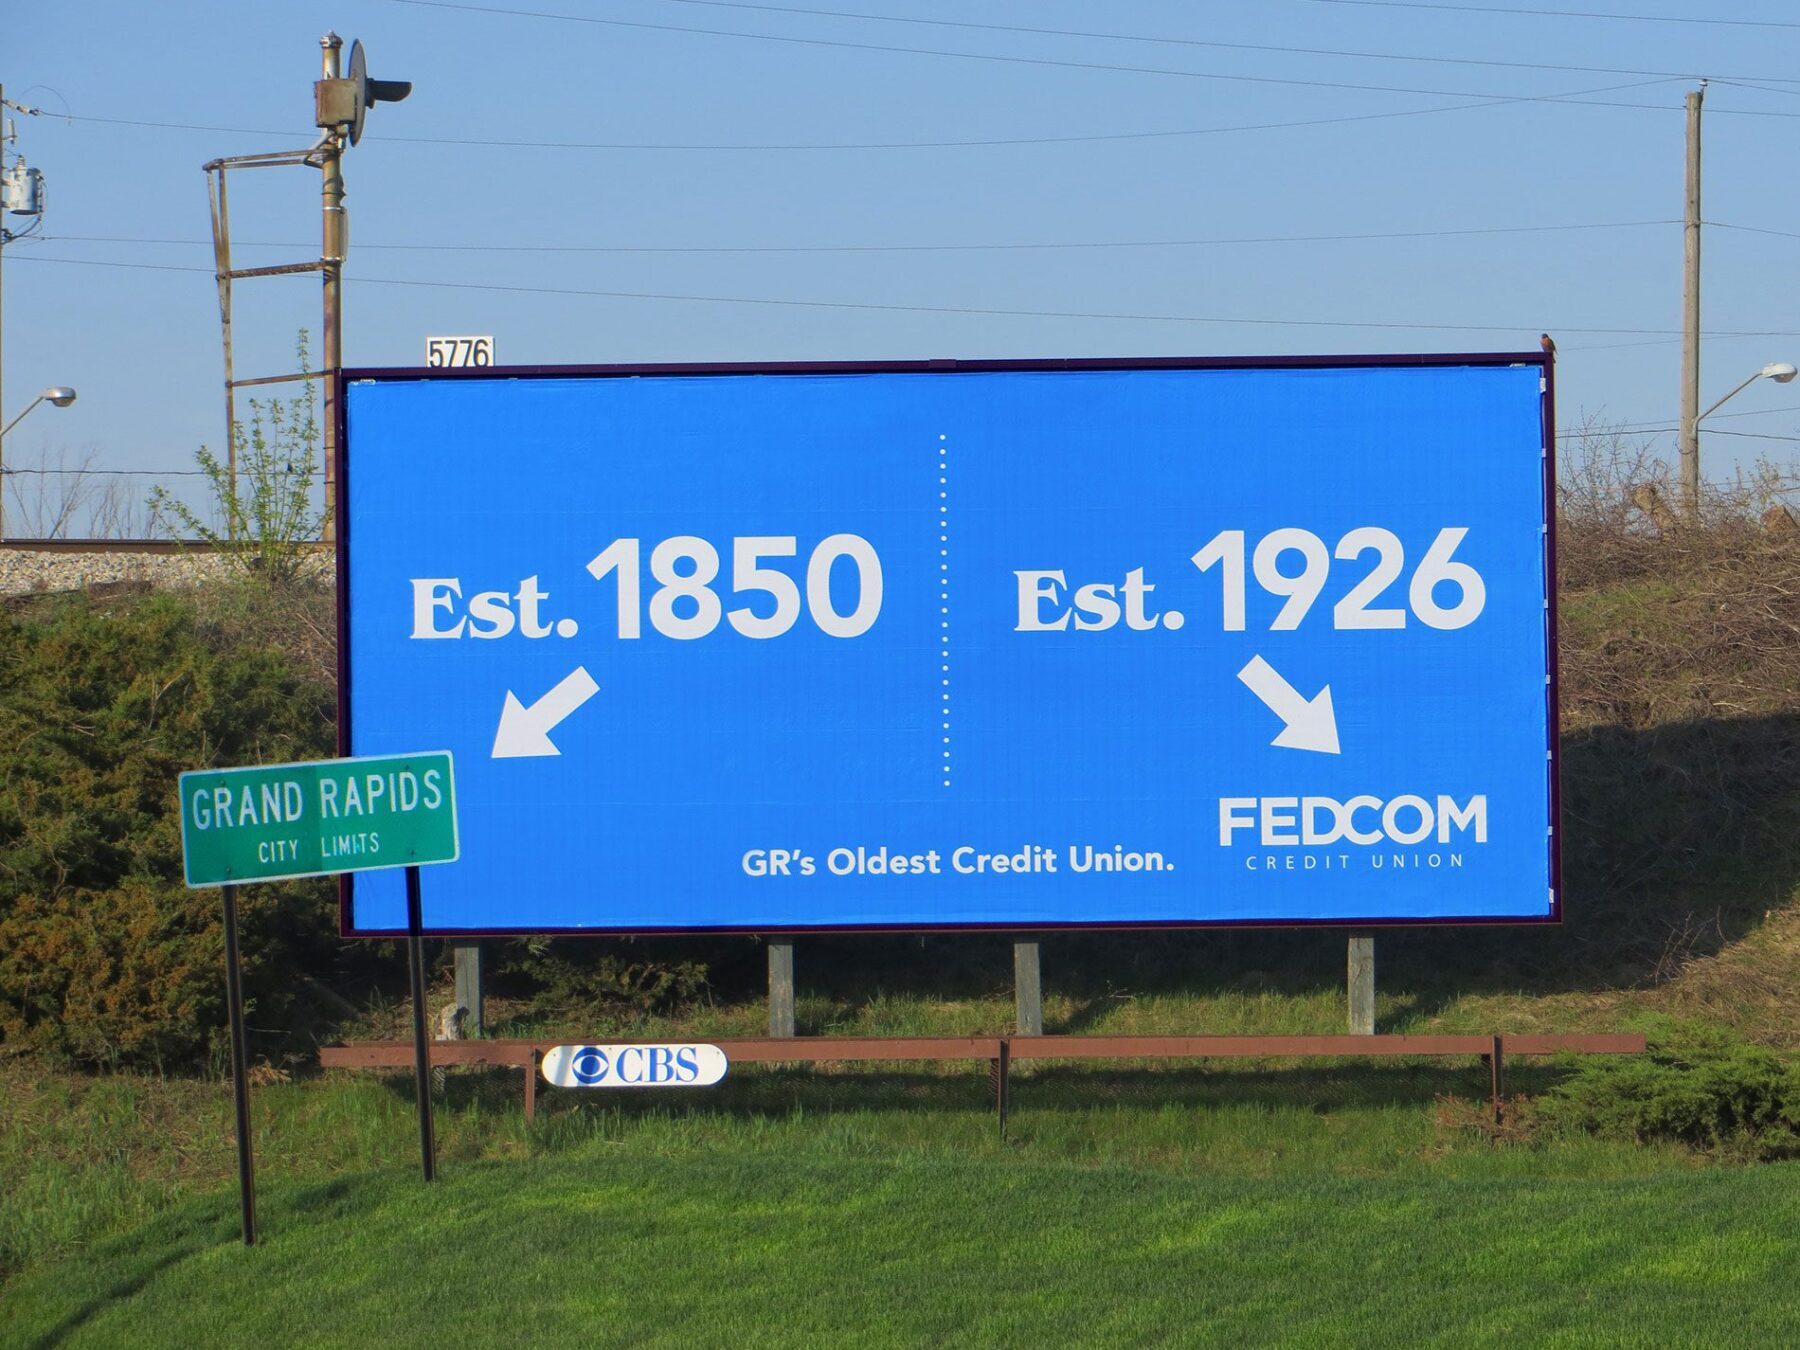 5776
Est. 1850
Est. 1926
GRAND RAPIDS
CITY LIMITS
FEDCOM
CREDIT UNION
GR's Oldest Credit Union.
CBS